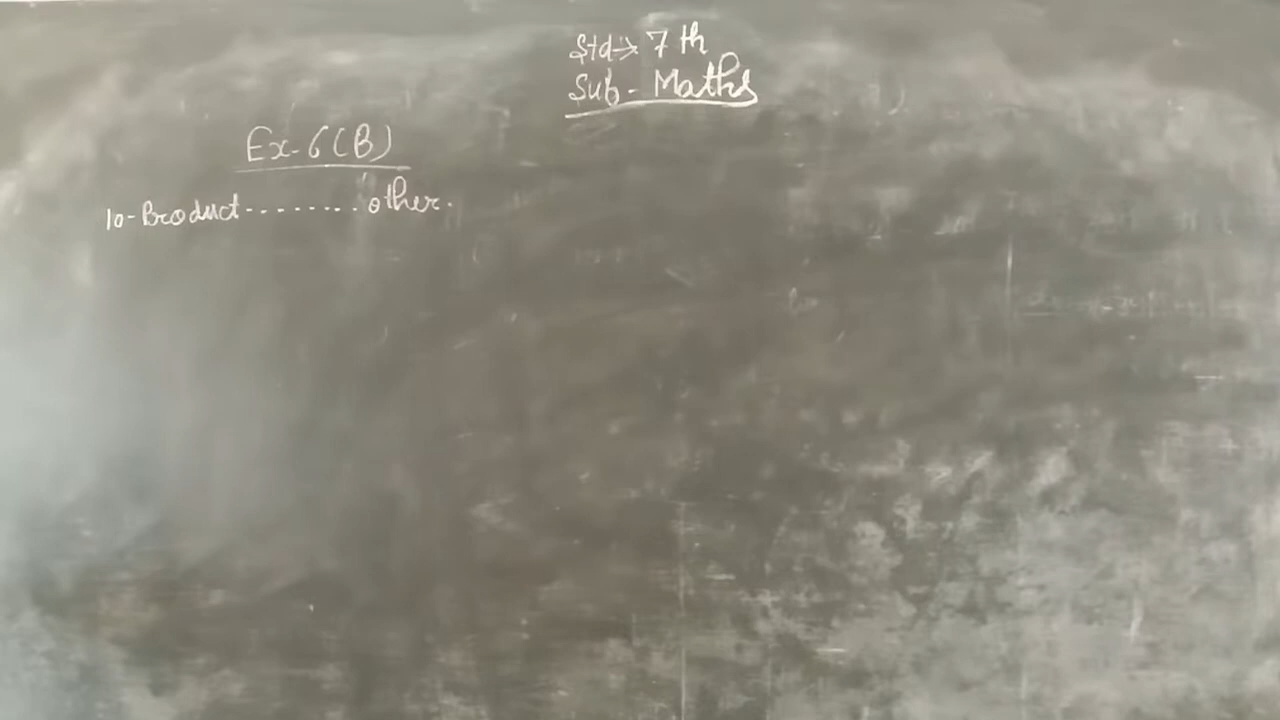 Std→ 7 th
Sub - Maths
Ex-6(B)
10-Product........other.